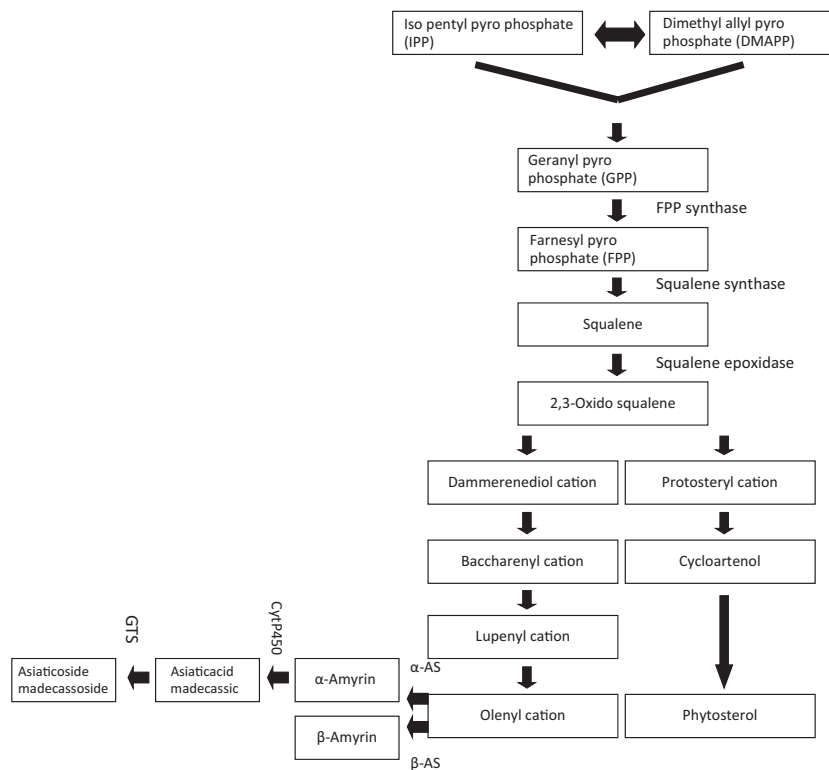 Iso pentyl pyro phosphate
(IPP)
Dimethyl allyl pyro
phosphate (DMAPP)
Geranyl pyro
phosphate (GPP)
FPP synthase
Farnesyl pyro
phosphate (FPP)
Squalene synthase
Squalene
Squalene epoxidase
2,3-Oxido squalene
Dammerenediol cation
Protosteryl cation
Baccharenyl cation
Cycloartenol
Lupenyl cation
GTS
CytP450
α-AS
Asiaticoside
madecassoside
Asiaticacid
madecassic
α-Amyrin
Olenyl cation
Phytosterol
β-Amyrin
β-AS